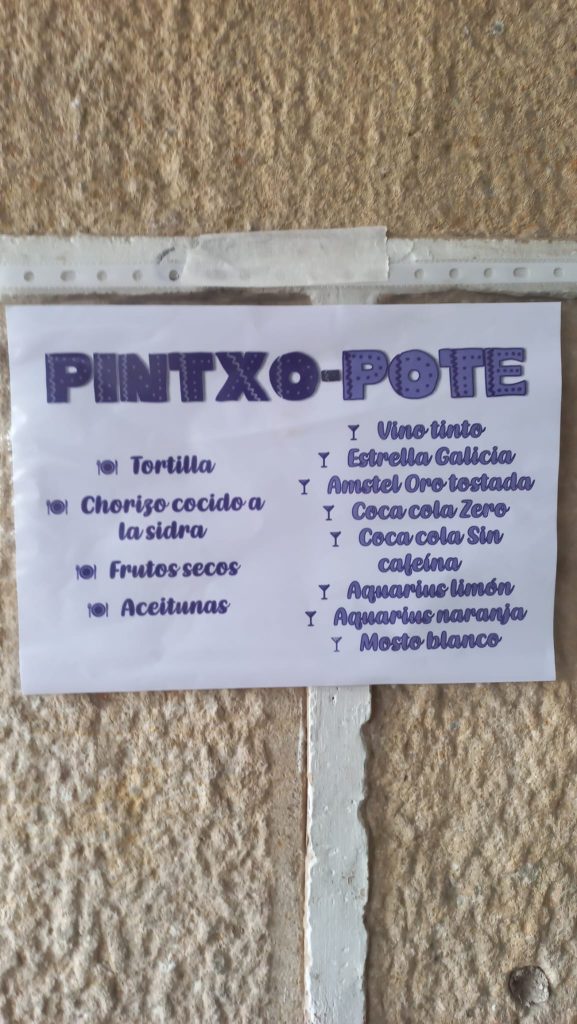 PINTXO-POTE
Tortilla
Chorizo cocido a
la sidra
Frutos secos
Aceitunas
Vino tinto
Estrella Galicia
Amstel Oro tostada
Coca cola Zero
Coca cola Sin
cafeína
Aquarius limón
Aquarius naranja
Mosto blanco